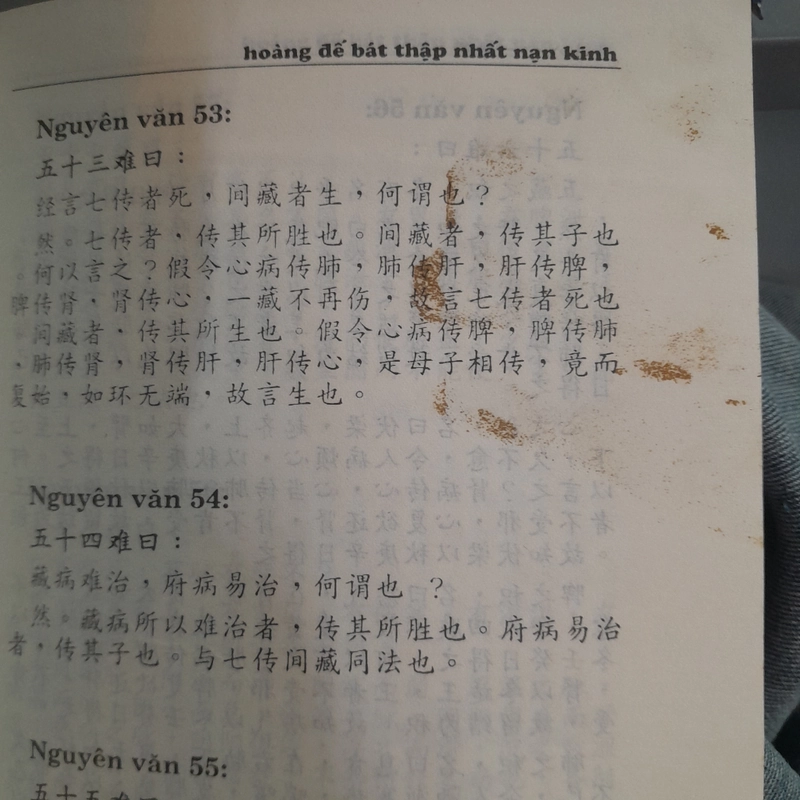 hoàng đế bát thập nhất nạn kinh
Nguyên văn 53:
五十三难曰：
经言七传者死，间藏者生，何谓也？
然。七传者，传其所胜也。间藏者，传其子也
。何以言之？假令心病传肺，肺传肝，肝传脾，
脾传肾，肾传心，一藏不再伤，故言七传者死也
。间藏者，传其所生也。假令心病传脾，脾传肺
，肺传肾，肾传肝，肝传心，是母子相传，竟而
复始，如环无端，故言生也。
Nguyên văn 54:
五十四难曰：
藏病难治，府病易治，何谓也 ？
然。藏病所以难治者，传其所胜也。府病易治
者，传其子也。与七传间藏同法也。
Nguyên văn 55:
五十五难曰